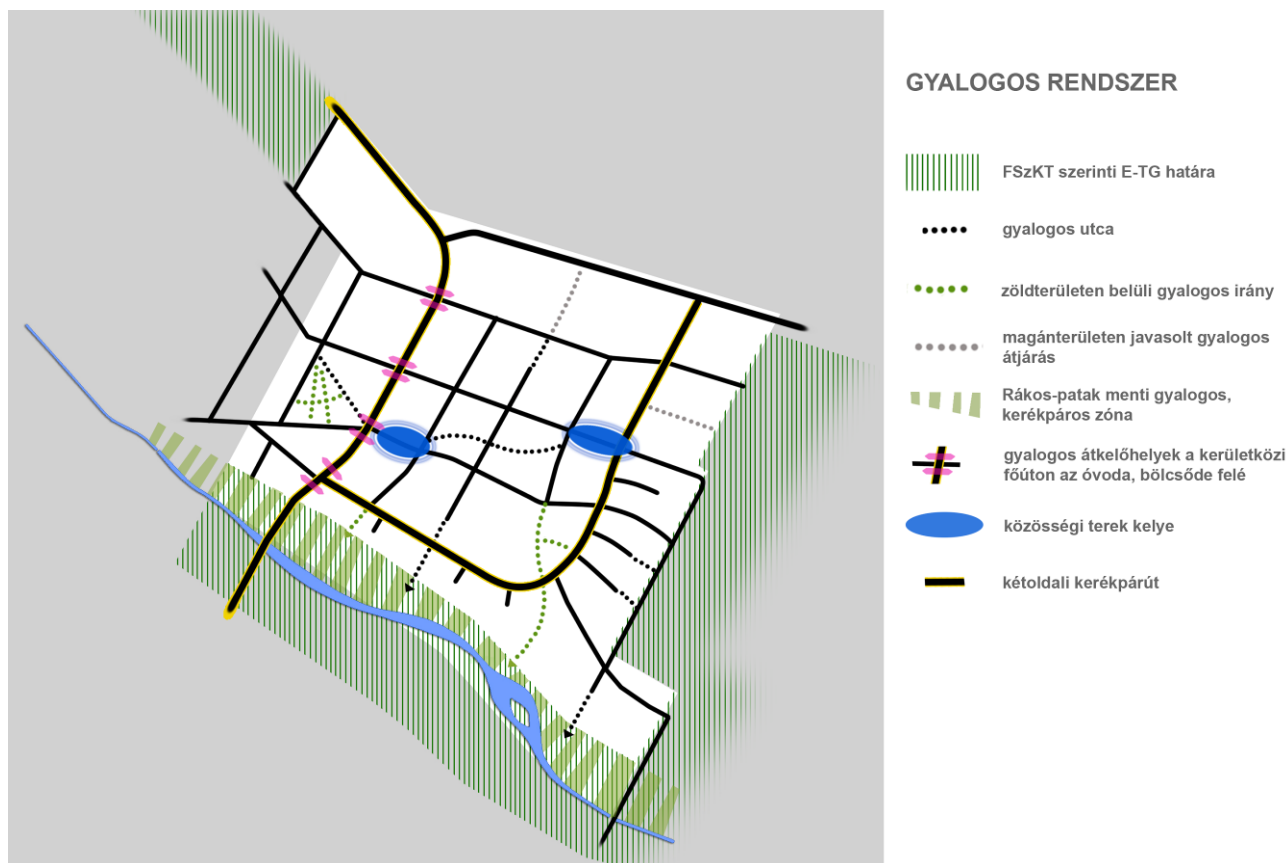 GYALOGOS RENDSZER
FSzKT szerinti E-TG határa
gyalogos utca
zöldterületen belüli gyalogos irány
magánterületen javasolt gyalogos
átjárás
Rákos-patak menti gyalogos,
kerékpáros zóna
gyalogos átkelőhelyek a kerületközi
főúton az óvoda, bölcsőde felé
közösségi terek kelye
kétoldali kerékpárút